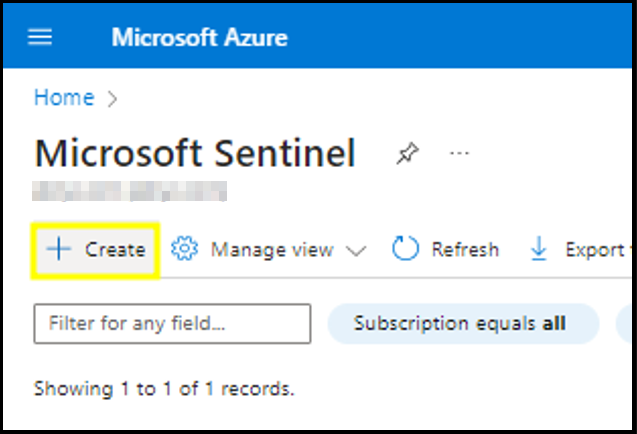 Microsoft Azure
Home
Microsoft Sentinel
Create Manage view Refresh Export
Filter for any field... Subscription equals all
Showing 1 to 1 of 1 records.